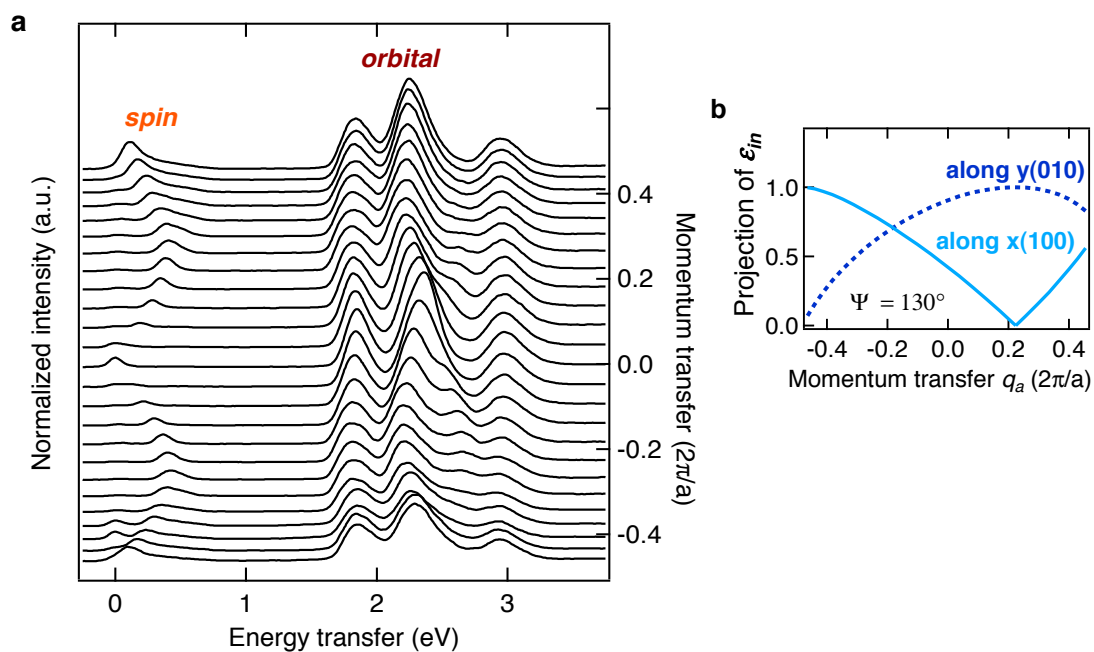 a
spin
orbital
Normalized intensity (a.u.)
0.4
0.2
0.0
-0.2
-0.4
Momentum transfer (2π/a)
0
1
2
3
Energy transfer (eV)
b
Projection of εin
1.0
0.5
0.0
along y(010)
along x(100)
Ψ = 130°
-0.4
-0.2
0.0
0.2
0.4
Momentum transfer qa (2π/a)